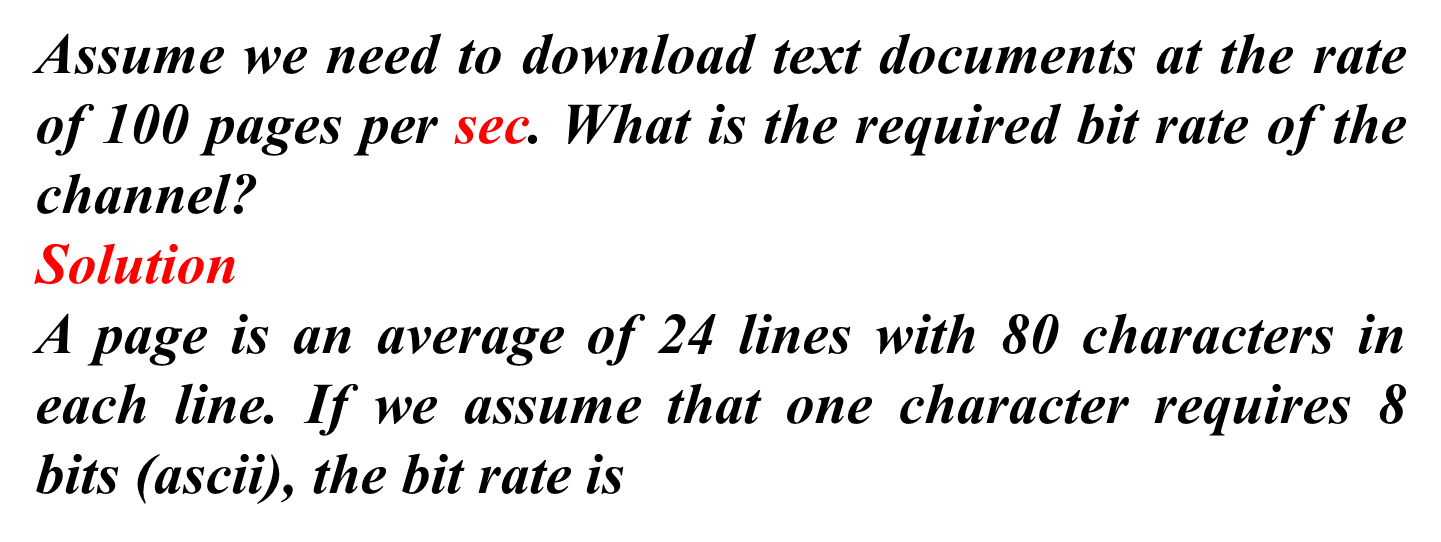 Assume we need to download text documents at the rate
of 100 pages per sec. What is the required bit rate of the
channel?
Solution
A page is an average of 24 lines with 80 characters in
each line. If we assume that one character requires 8
bits (ascii), the bit rate is